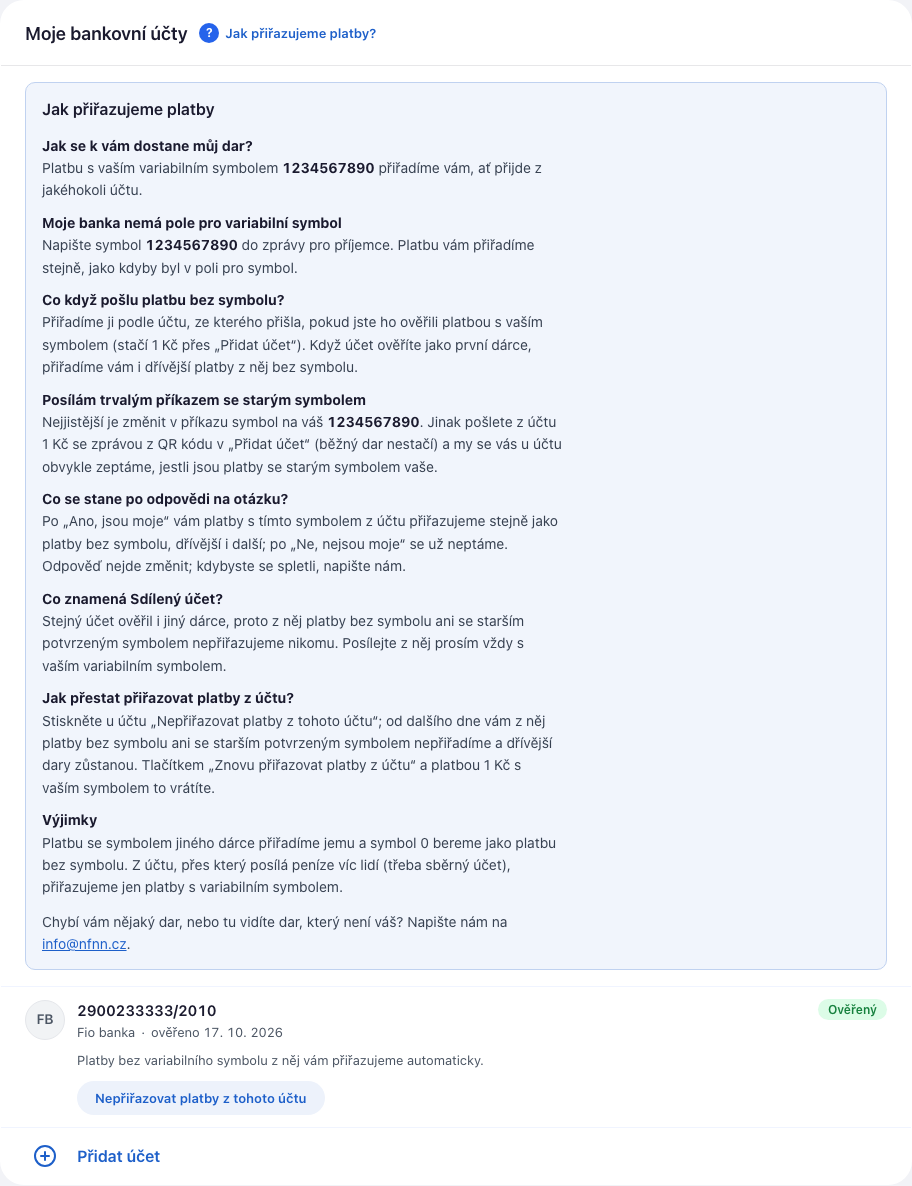 Moje bankovní účty
? Jak přiřazujeme platby?
Jak přiřazujeme platby
Jak se k vám dostane můj dar?
Platbu s vaším variabilním symbolem 1234567890 přiřadíme vám, ať přijde z
jakéhokoli účtu.
Moje banka nemá pole pro variabilní symbol
Napište symbol 1234567890 do zprávy pro příjemce. Platbu vám přiřadíme
stejně, jako kdyby byl v poli pro symbol.
Co když pošlu platbu bez symbolu?
Přiřadíme ji podle účtu, ze kterého přišla, pokud jste ho ověřili platbou s vaším
symbolem (stačí 1 Kč přes „Přidat účet“). Když účet ověříte jako první dárce,
přiřadíme vám i dřívější platby z něj bez symbolu.
Posílám trvalým příkazem se starým symbolem
Nejjistější je změnit v příkazu symbol na váš 1234567890. Jinak pošlete z účtu
1 Kč se zprávou z QR kódu v „Přidat účet“ (běžný dar nestačí) a my se vás u účtu
obvykle zeptáme, jestli jsou platby se starým symbolem vaše.
Co se stane po odpovědi na otázku?
Po „Ano, jsou moje“ vám platby s tímto symbolem z účtu přiřazujeme stejně jako
platby bez symbolu, dřívější i další; po „Ne, nejsou moje“ se už neptáme.
Odpověď nejde změnit; kdybyste se spletli, napište nám.
Co znamená Sdílený účet?
Stejný účet ověřil i jiný dárce, proto z něj platby bez symbolu ani se starším
potvrzeným symbolem nepřiřazujeme nikomu. Posílejte z něj prosím vždy s
vaším variabilním symbolem.
Jak přestat přiřazovat platby z účtu?
Stiskněte u účtu „Nepřiřazovat platby z tohoto účtu“; od dalšího dne vám z něj
platby bez symbolu ani se starším potvrzeným symbolem nepřiřadíme a dřívější
dary zůstanou. Tlačítkem „Znovu přiřazovat platby z účtu“ a platbou 1 Kč s
vaším symbolem to vrátíte.
Výjimky
Platbu se symbolem jiného dárce přiřadíme jemu a symbol 0 bereme jako platbu
bez symbolu. Z účtu, přes který posílá peníze víc lidí (třeba sběrný účet),
přiřazujeme jen platby s variabilním symbolem.
Chybí vám nějaký dar, nebo tu vidíte dar, který není váš? Napište nám na
info@nfnn.cz.
FB
2900233333/2010
Ověřený
Fio banka · ověřeno 17. 10. 2026
Platby bez variabilního symbolu z něj vám přiřazujeme automaticky.
Nepřiřazovat platby z tohoto účtu
Přidat účet